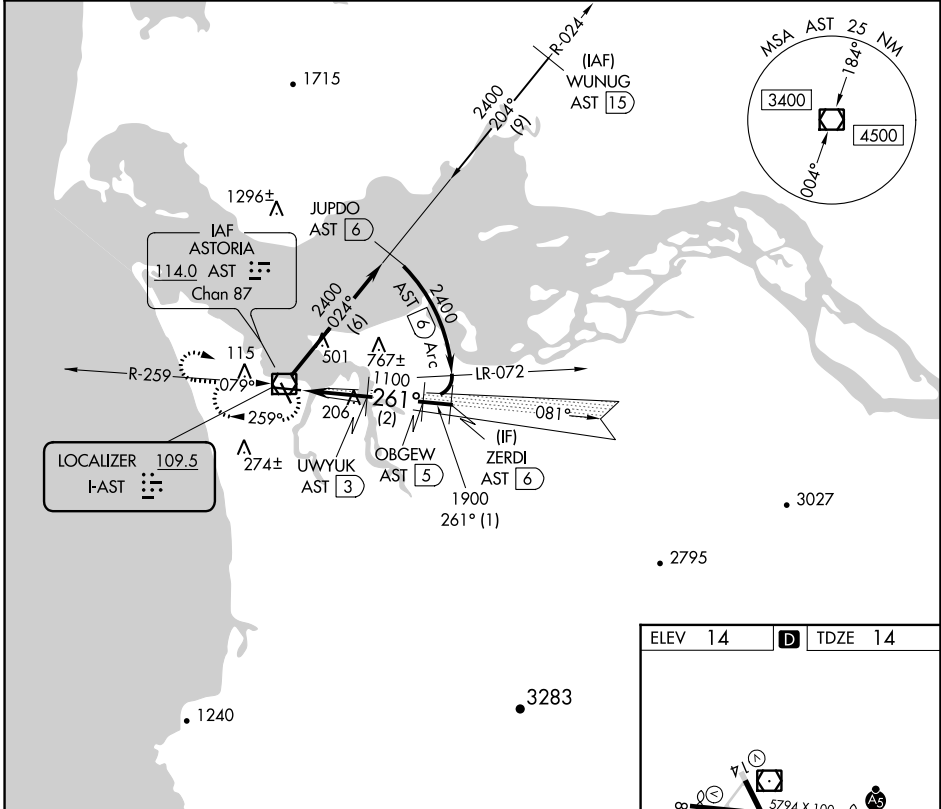 MSA AST 25 NM
184°
3400
4500
004°
R-024
(IAF)
WUNUG
AST 15
2400
204°
(9)
1715
1296±
JUPDO
AST 6
IAF
ASTORIA
114.0 AST
Chan 87
2400
024°
(6)
2400
AST 6 Arc
501
767±
115
R-259
079°
1100
LR-072
259°
206
261°
(2)
081°
274±
UWYUK
AST 3
OBGEW
AST 5
(IF)
ZERDI
AST 6
1900
261° (1)
LOCALIZER 109.5
I-AST
3027
2795
3283
1240
ELEV 14 D TDZE 14
14
V
V
8
5794 X 100
A5